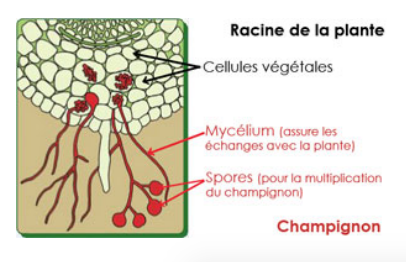 Racine de la plante
Cellules végétales
Mycélium (assure les
échanges avec la plante)
Spores (pour la multiplication
du champignon)
Champignon